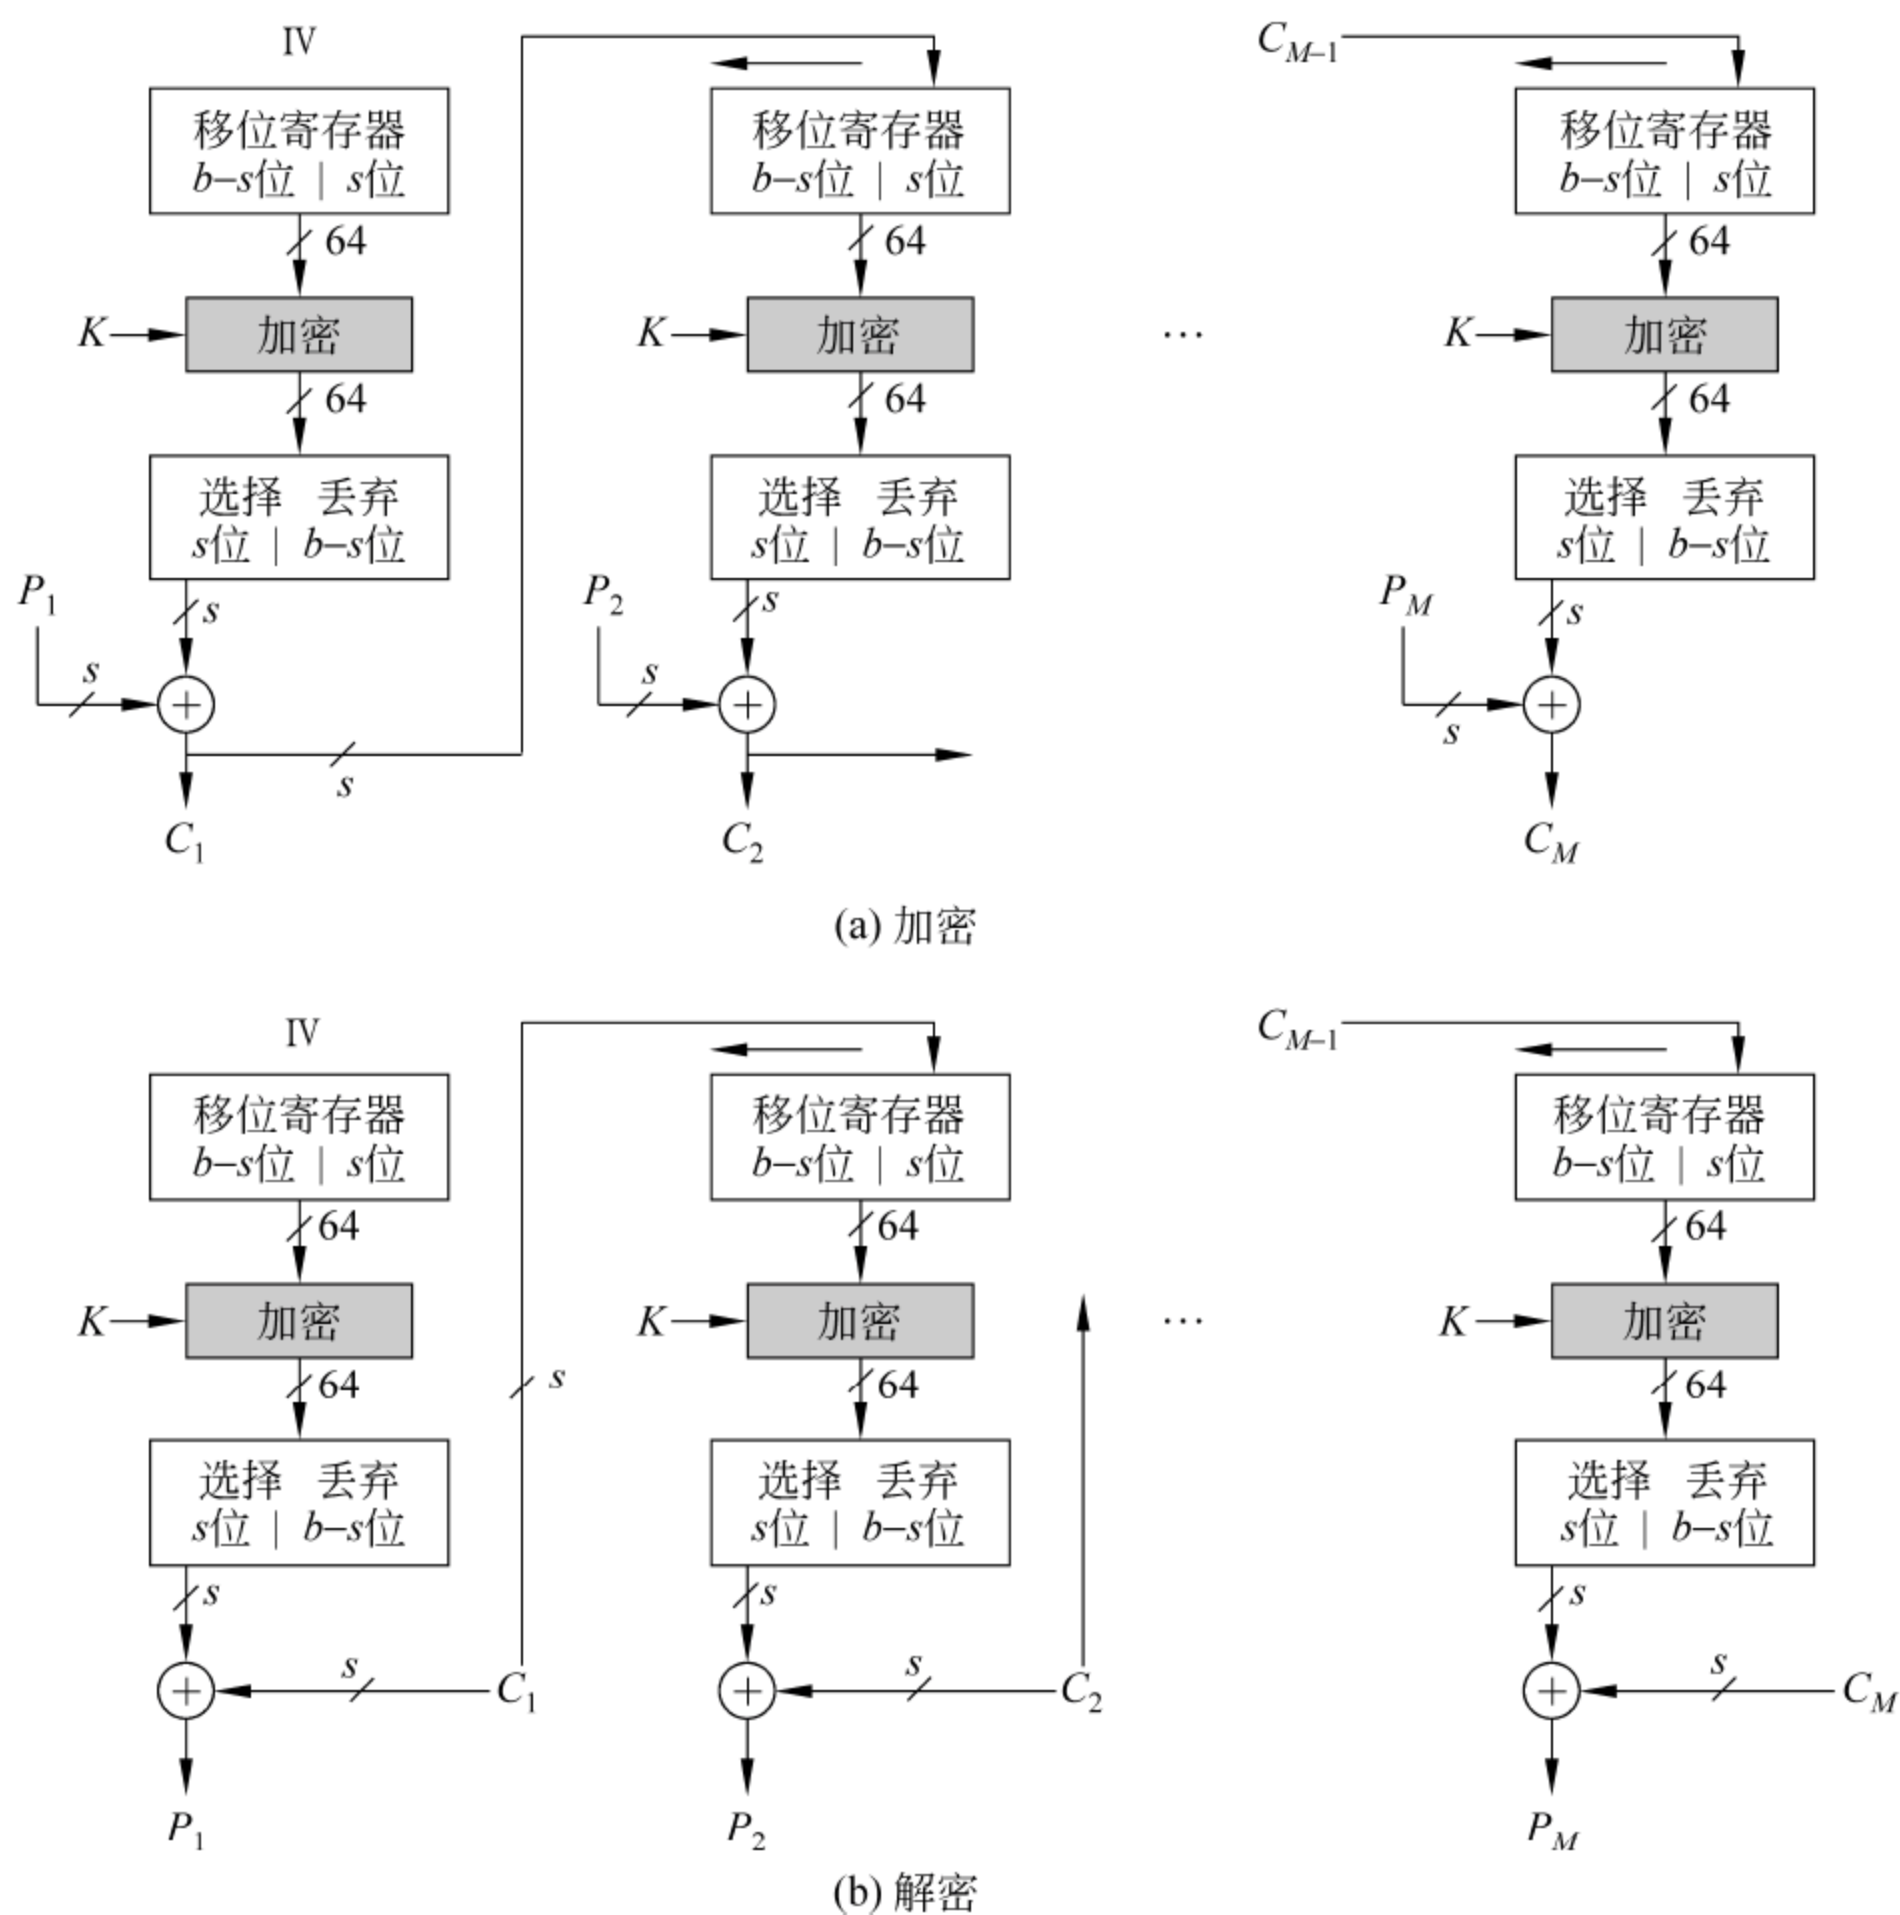 IV
C_{M-1}
移位寄存器 移位寄存器 移位寄存器
b-s位 | s位 b-s位 | s位 b-s位 | s位
64 64 64
K 加密 K 加密 … K 加密
64 64 64
选择 丢弃 选择 丢弃 选择 丢弃
s位 | b-s位 s位 | b-s位 s位 | b-s位
P_1 s P_2 s P_M s
s + s + s +
s
C_1 C_2 C_M
(a) 加密
IV
C_{M-1}
移位寄存器 移位寄存器 移位寄存器
b-s位 | s位 b-s位 | s位 b-s位 | s位
64 64 64
K 加密 K 加密 … K 加密
64 s 64 64
选择 丢弃 选择 丢弃 选择 丢弃
s位 | b-s位 s位 | b-s位 s位 | b-s位
s s s
+ s C_1 + s C_2 + s C_M
P_1 P_2 P_M
(b) 解密